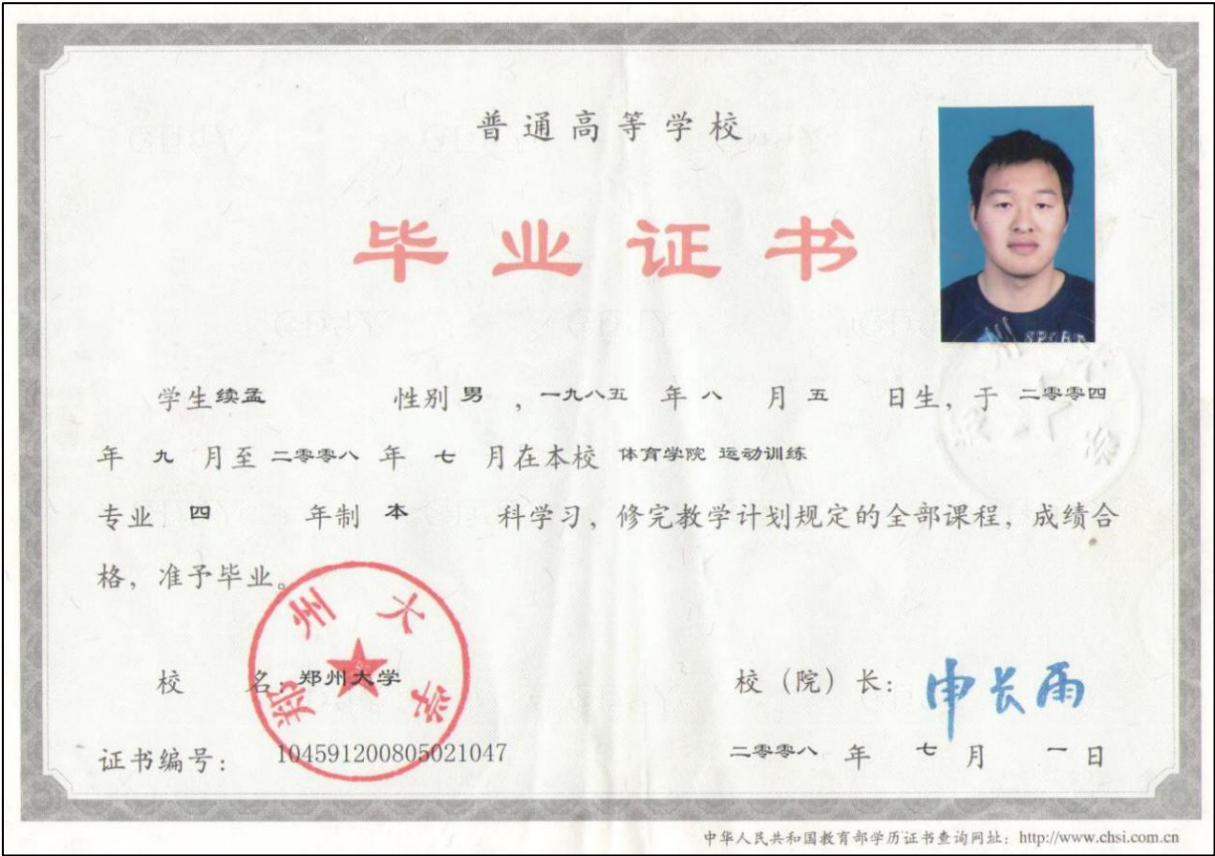 普通高等学校
毕业证书
SPORT
学生 续孟 性别 男 ，一九八五 年 八 月 五 日生，于 二零零四
年 九 月至 二零零八 年 七 月在本校 体育学院 运动训练
专业 四 年制 本 科学习，修完教学计划规定的全部课程，成绩合
格，准予毕业。
郑州大学
校 名：郑州大学 校（院）长：申长雨
证书编号： 104591200805021047 二零零八 年 七 月 一 日
中华人民共和国教育部学历证书查询网址：http://www.chsi.com.cn